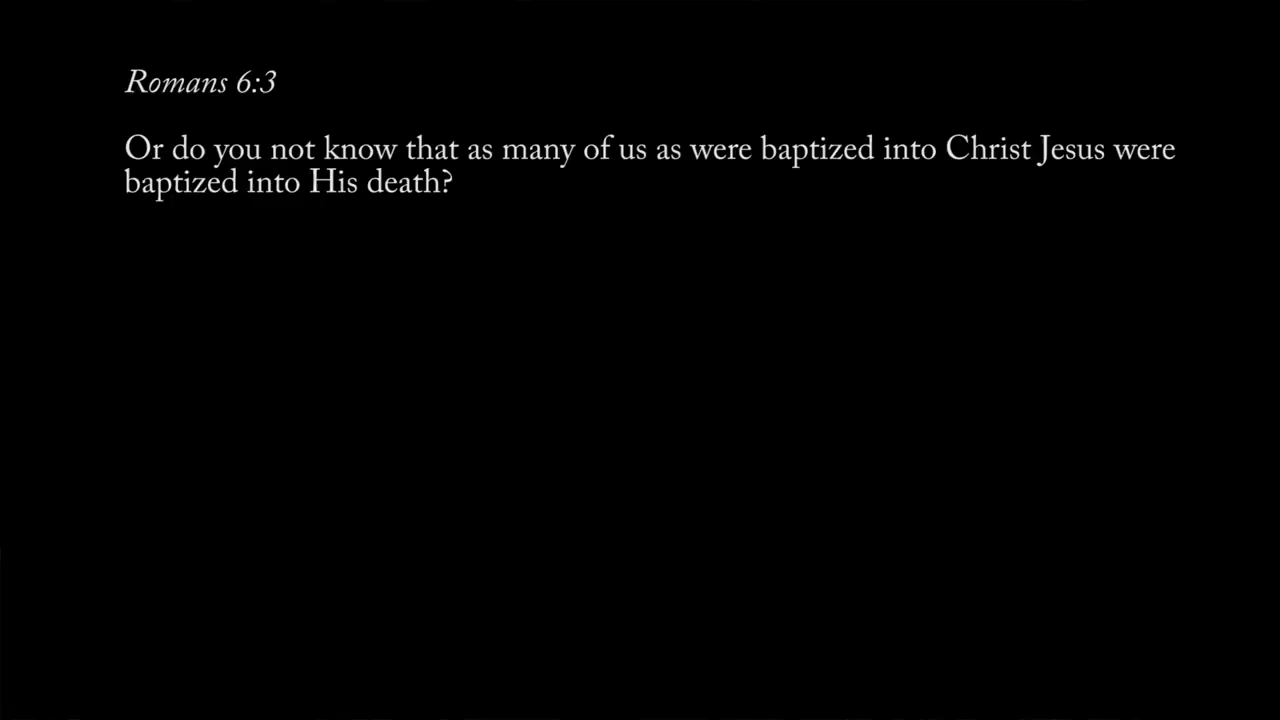 Romans 6:3
Or do you not know that as many of us as were baptized into Christ Jesus were
baptized into His death?